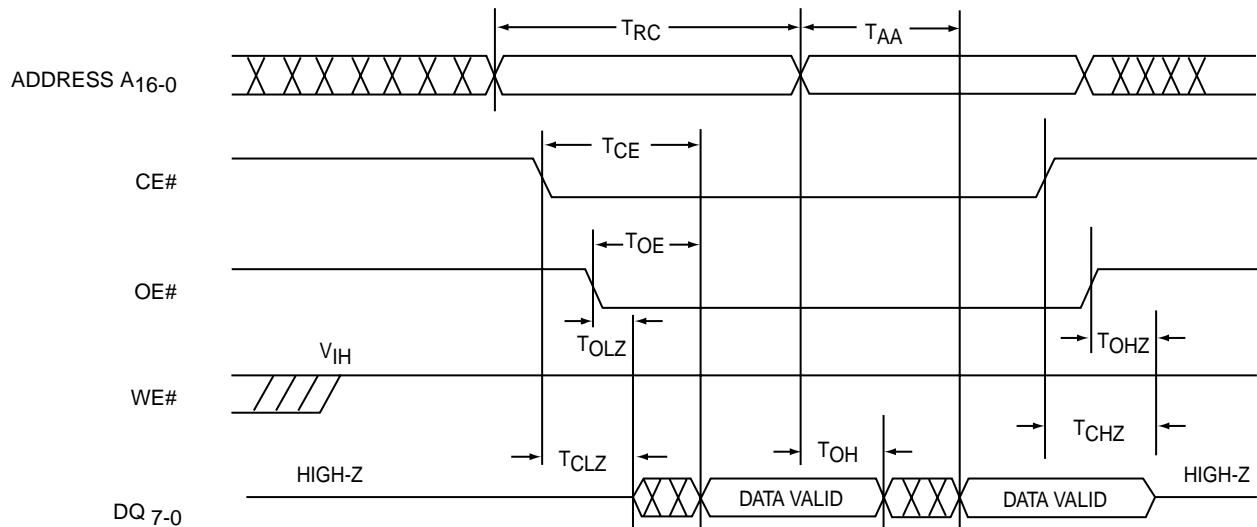 TRC
TAA
ADDRESS A16-0
TCE
CE#
TOE
OE#
TOLZ
TOHZ
VIH
WE#
TCLZ
TOH
TCHZ
HIGH-Z
DATA VALID
DATA VALID
HIGH-Z
DQ 7-0